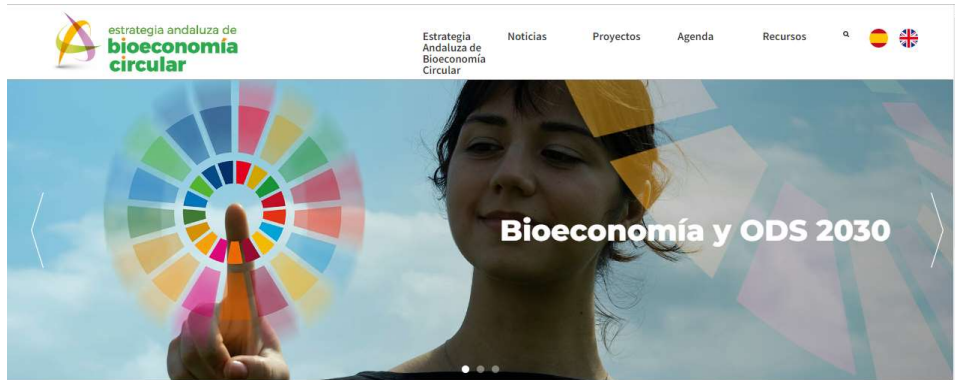 estrategia andaluza de
bioeconomía
circular
Estrategia
Andaluza de
Bioeconomía
Circular
Noticias
Proyectos
Agenda
Recursos
Bioeconomía y ODS 2030